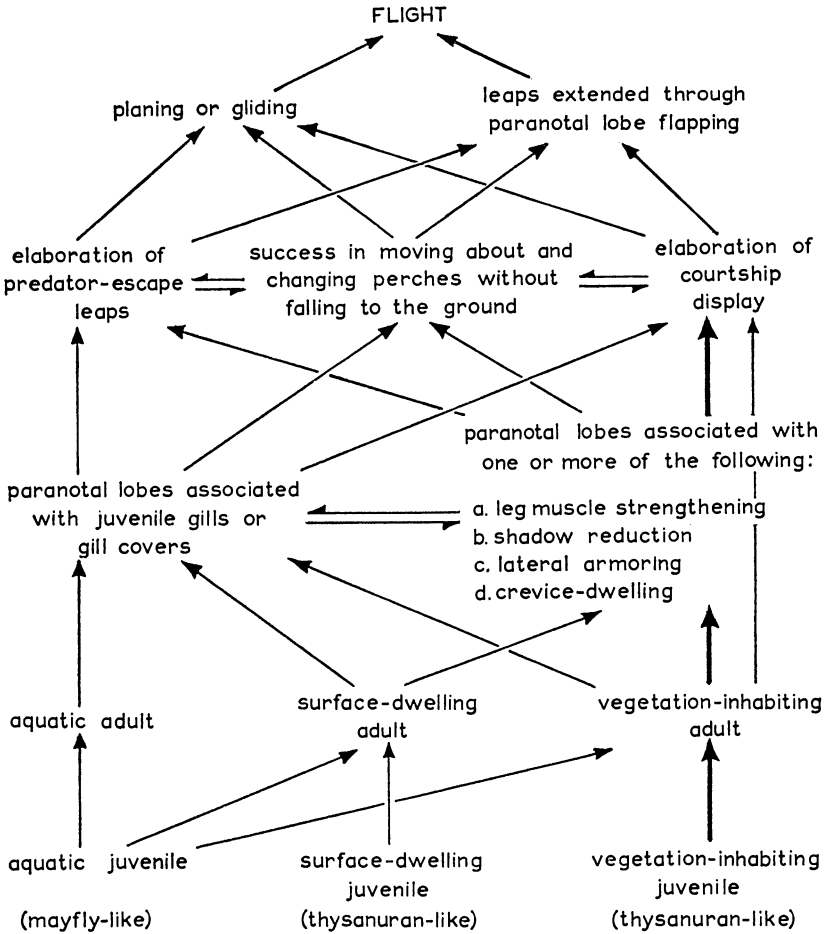 FLIGHT
planing or gliding
leaps extended through
paranotal lobe flapping
elaboration of
predator-escape
leaps
success in moving about and
changing perches without
falling to the ground
elaboration of
courtship
display
paranotal lobes associated with
one or more of the following:
a. leg muscle strengthening
b. shadow reduction
c. lateral armoring
d. crevice-dwelling
paranotal lobes associated
with juvenile gills or
gill covers
aquatic adult
surface-dwelling
adult
vegetation-inhabiting
adult
aquatic juvenile
(mayfly-like)
surface-dwelling
juvenile
(thysanuran-like)
vegetation-inhabiting
juvenile
(thysanuran-like)